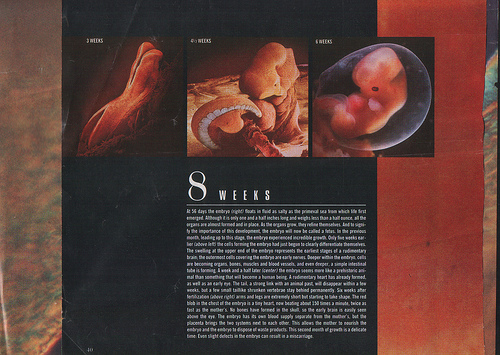 3 WEEKS
4½ WEEKS
6 WEEKS
8 WEEKS
At 56 days the embryo (right) floats in fluid as salty as the primeval sea from which life first
emerged. Although it is only one and a half inches long and weighs less than a half ounce, all the
organs are almost formed and in place. As the organs grow, they refine themselves. And to signi-
fy the importance of this development, the embryo will now be called a fetus. In the previous
month, leading up to this stage, the embryo experienced incredible growth. Only five weeks ear-
lier (above left) the cells forming the embryo had just begun to clearly differentiate themselves.
The swelling at the upper end of the embryo represents the earliest stages of a rudimentary
brain; the outermost cells covering the embryo are early nerves. Deeper within the embryo, cells
are becoming organs, bones, muscles and blood vessels, and even deeper, a simple intestinal
tube is forming. A week and a half later (center) the embryo seems more like a prehistoric ani-
mal than something that will become a human being. A rudimentary heart has already formed,
as well as an early eye. The tail, a strong link with an animal past, will disappear within a few
weeks, but a few small taillike shrunken vertebrae stay behind permanently. Six weeks after
fertilization (above right) arms and legs are extremely short but starting to take shape. The red
blob in the chest of the embryo is a tiny heart, now beating about 150 times a minute, twice as
fast as the mother's. No bones have formed in the skull, so the early brain is easily seen
above the eye. The embryo has its own blood supply separate from the mother's, but the
placenta brings the two systems next to each other. This allows the mother to nourish the
embryo and the embryo to dispose of waste products. This second month of growth is a delicate
time. Even slight defects in the embryo can result in a miscarriage.